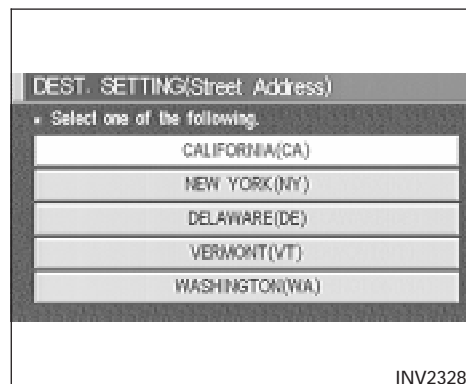 DEST. SETTING(Street Address)
• Select one of the following.
CALIFORNIA(CA)
NEW YORK(NY)
DELAWARE(DE)
VERMONT(VT)
WASHINGTON(WA)
INV2328